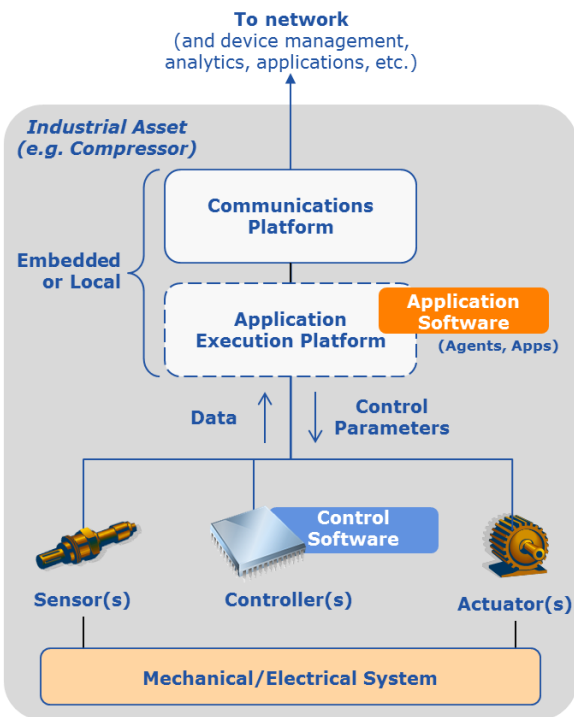 To network
(and device management,
analytics, applications, etc.)
Industrial Asset
(e.g. Compressor)
Communications
Platform
Embedded
or Local
Application
Execution Platform
Application
Software
(Agents, Apps)
Data
Control
Parameters
Control
Software
Sensor(s)
Controller(s)
Actuator(s)
Mechanical/Electrical System